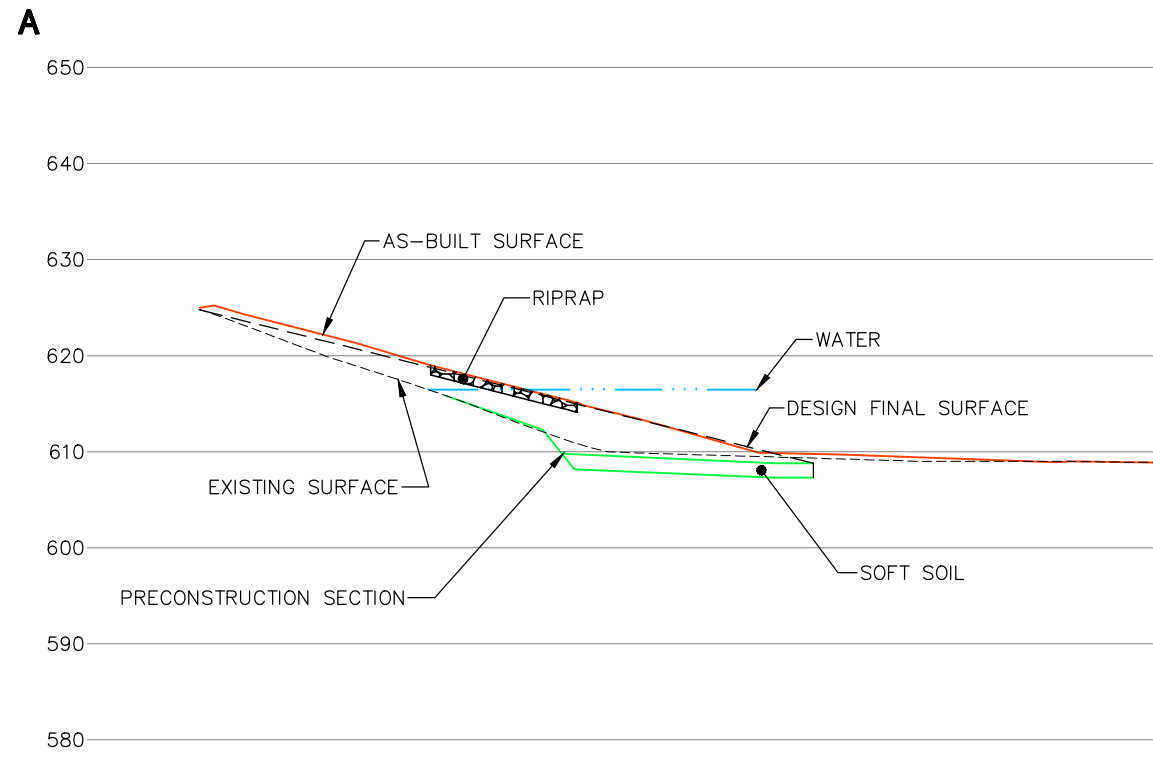 A
650
640
AS-BUILT SURFACE
630
RIPRAP
WATER
620
DESIGN FINAL SURFACE
610
EXISTING SURFACE
600
SOFT SOIL
PRECONSTRUCTION SECTION
590
580